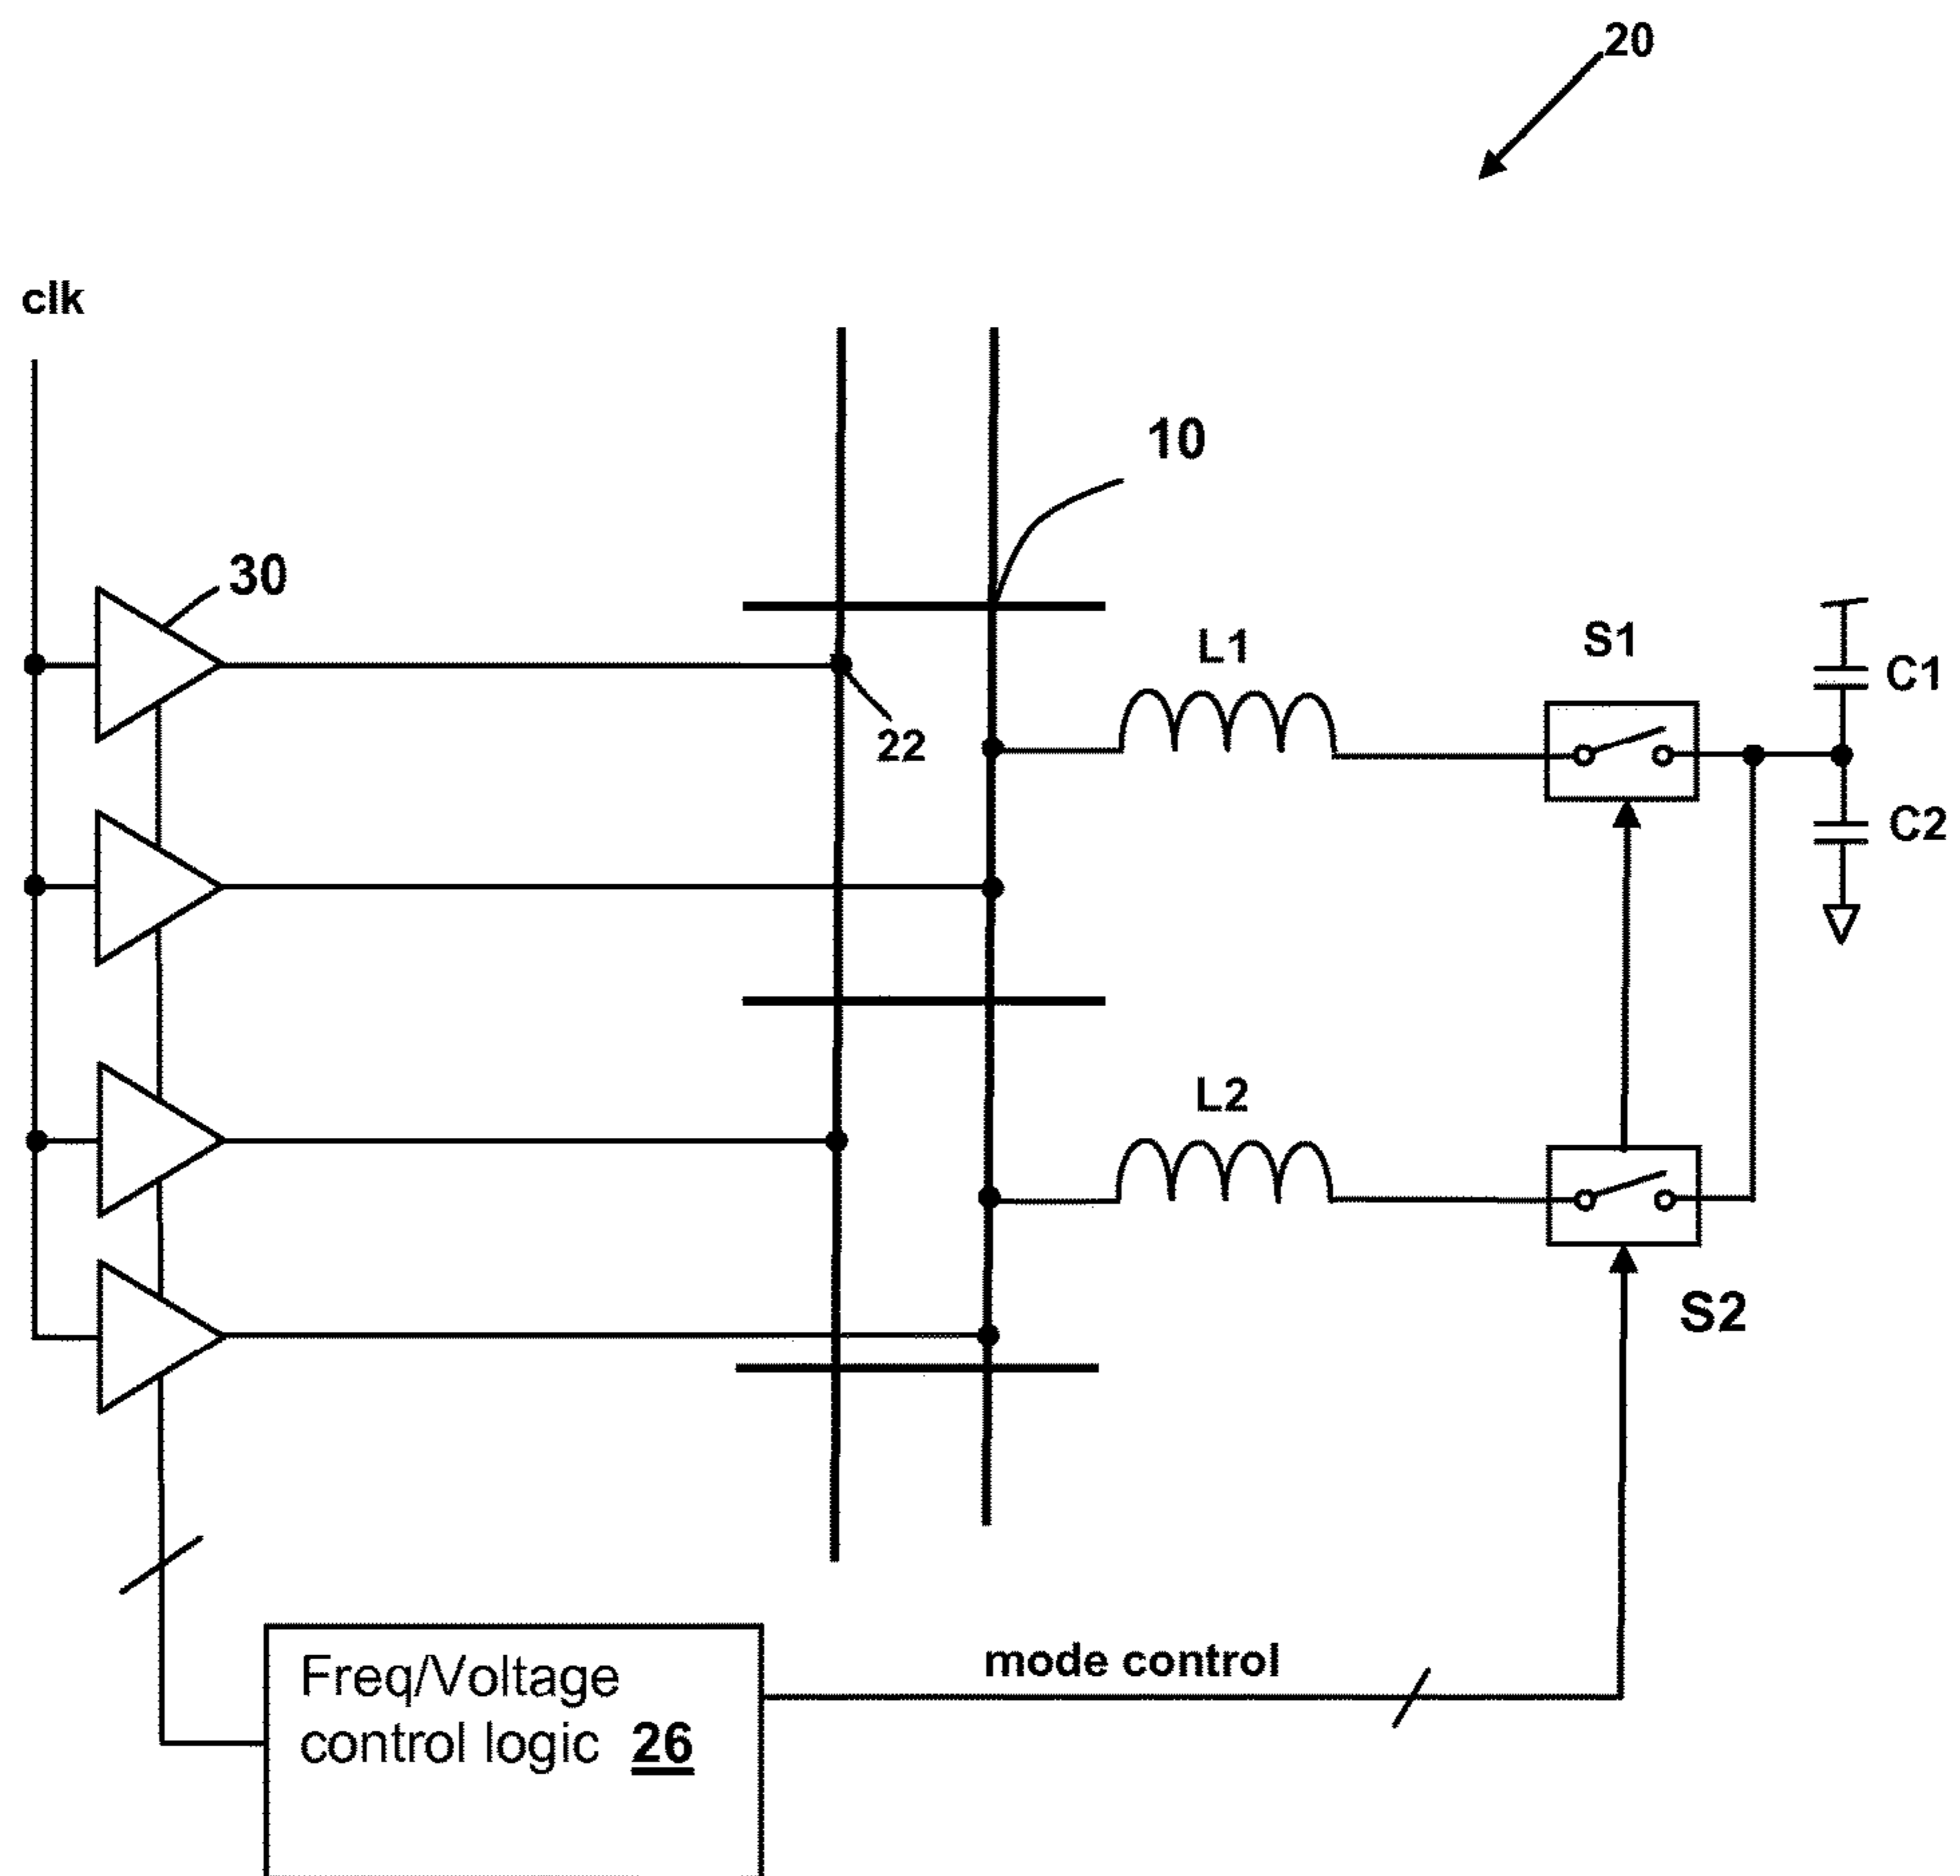 20
clk
10
30
L1
S1
C1
22
C2
L2
S2
mode control
Freq/Voltage
control logic 26